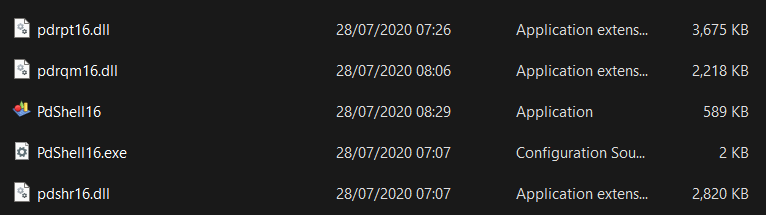 pdrpt16.dll 28/07/2020 07:26 Application extens... 3,675 KB
pdrqm16.dll 28/07/2020 08:06 Application extens... 2,218 KB
PdShell16 28/07/2020 08:29 Application 589 KB
PdShell16.exe 28/07/2020 07:07 Configuration Sou... 2 KB
pdshr16.dll 28/07/2020 07:07 Application extens... 2,820 KB